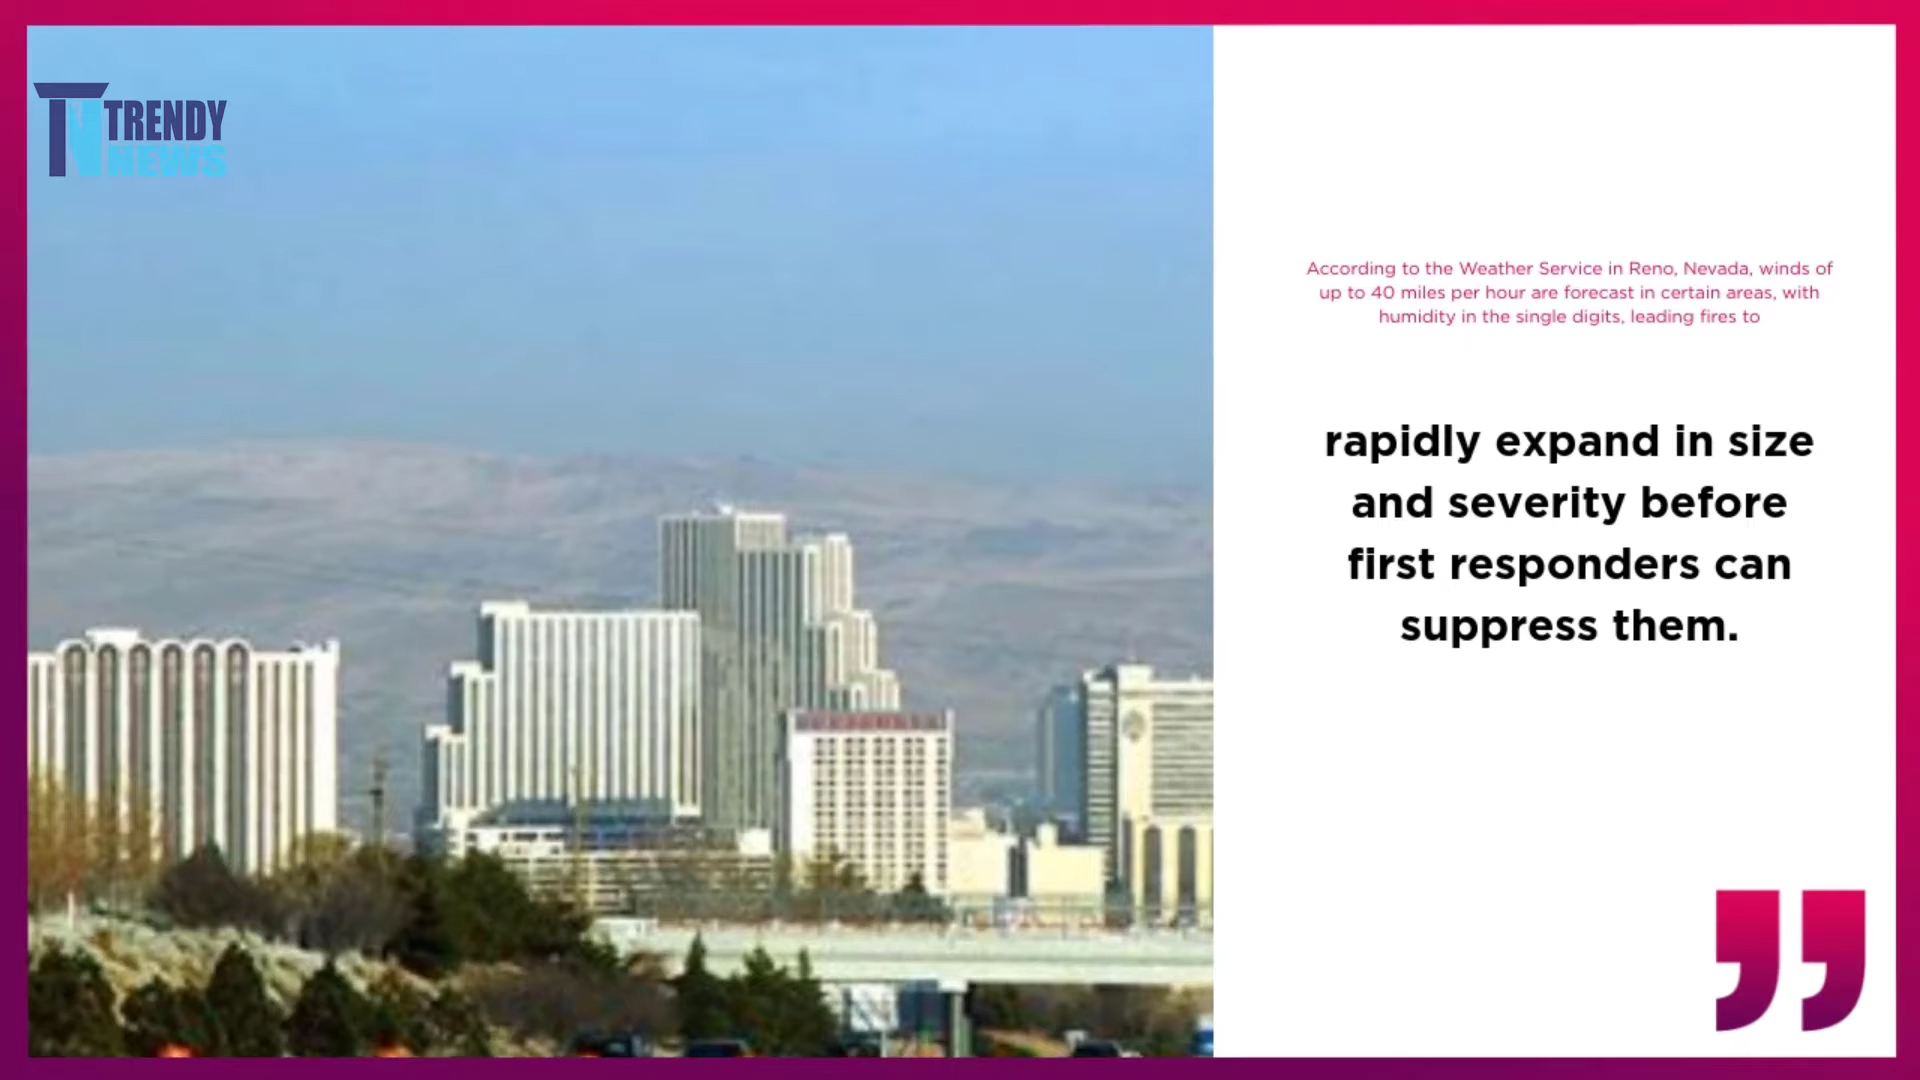 TRENDY
NEWS
According to the Weather Service in Reno, Nevada, winds of
up to 40 miles per hour are forecast in certain areas, with
humidity in the single digits, leading fires to
rapidly expand in size
and severity before
first responders can
suppress them.